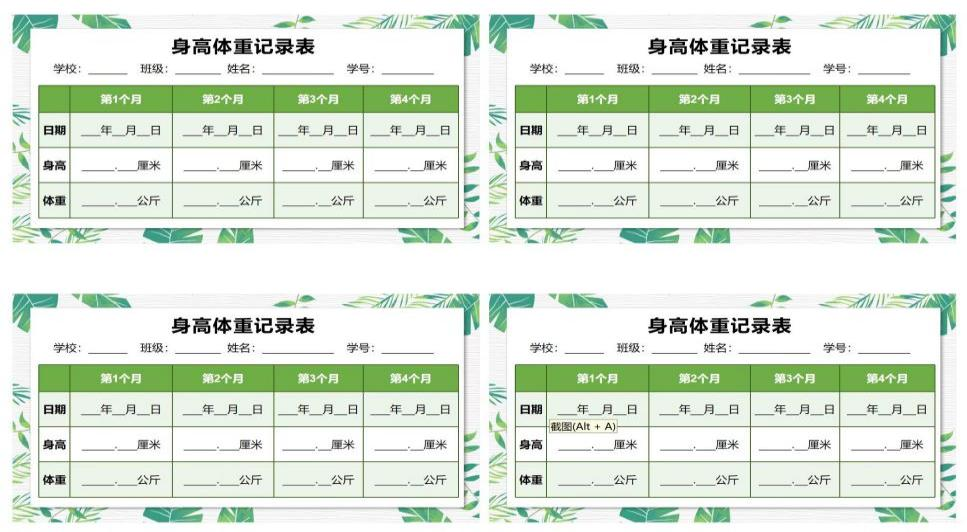 身高体重记录表
学校：______ 班级：_______ 姓名：___________ 学号：________
第1个月 第2个月 第3个月 第4个月
日期 ___年__月__日 ___年__月__日 ___年__月__日 ___年__月__日
身高 _____.___厘米 _____.___厘米 _____.___厘米 _____.___厘米
体重 _____.___公斤 _____.__公斤 _____.__公斤 _____.__公斤
身高体重记录表
学校：______ 班级：_______ 姓名：___________ 学号：________
第1个月 第2个月 第3个月 第4个月
日期 ___年__月__日 ___年__月__日 ___年__月__日 ___年__月__日
身高 _____.___厘米 _____.___厘米 _____.___厘米 _____.___厘米
体重 _____.___公斤 _____.__公斤 _____.__公斤 _____.__公斤
身高体重记录表
学校：______ 班级：_______ 姓名：___________ 学号：________
第1个月 第2个月 第3个月 第4个月
日期 ___年__月__日 ___年__月__日 ___年__月__日 ___年__月__日
身高 _____.___厘米 _____.___厘米 _____.___厘米 _____.___厘米
体重 _____.___公斤 _____.__公斤 _____.__公斤 _____.__公斤
身高体重记录表
学校：______ 班级：_______ 姓名：___________ 学号：________
第1个月 第2个月 第3个月 第4个月
日期 ___年__月__日 ___年__月__日 ___年__月__日 ___年__月__日
截图(Alt + A)
身高 _____.___厘米 _____.___厘米 _____.___厘米 _____.___厘米
体重 _____.___公斤 _____.__公斤 _____.__公斤 _____.__公斤